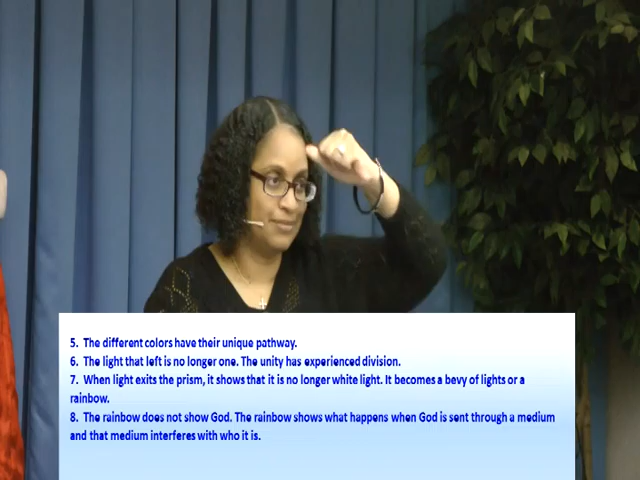 5. The different colors have their unique pathway.
6. The light that left is no longer one. The unity has experienced division.
7. When light exits the prism, it shows that it is no longer white light. It becomes a bevy of lights or a
rainbow.
8. The rainbow does not show God. The rainbow shows what happens when God is sent through a medium
and that medium interferes with who it is.